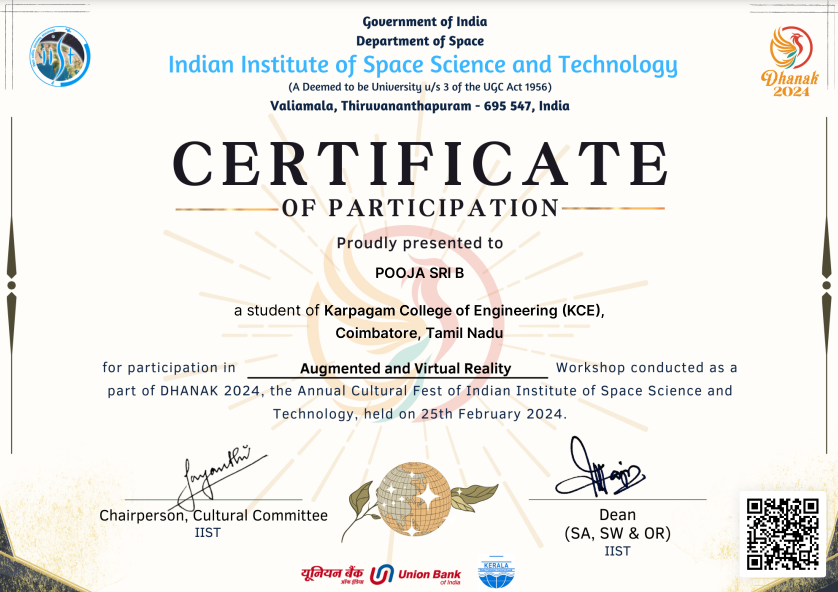 Government of India
Department of Space
Indian Institute of Space Science and Technology
(A Deemed to be University u/s 3 of the UGC Act 1956)
Valiamala, Thiruvananthapuram - 695 547, India
Dhanak
2024
CERTIFICATE
OF PARTICIPATION
Proudly presented to
POOJA SRI B
a student of Karpagam College of Engineering (KCE),
Coimbatore, Tamil Nadu
for participation in Augmented and Virtual Reality Workshop conducted as a
part of DHANAK 2024, the Annual Cultural Fest of Indian Institute of Space Science and
Technology, held on 25th February 2024.
Jayanthi
Chairperson, Cultural Committee
IIST
Dean
(SA, SW & OR)
IIST
यूनियन बैंक
ऑफ इंडिया
Union Bank
of India
KERALA